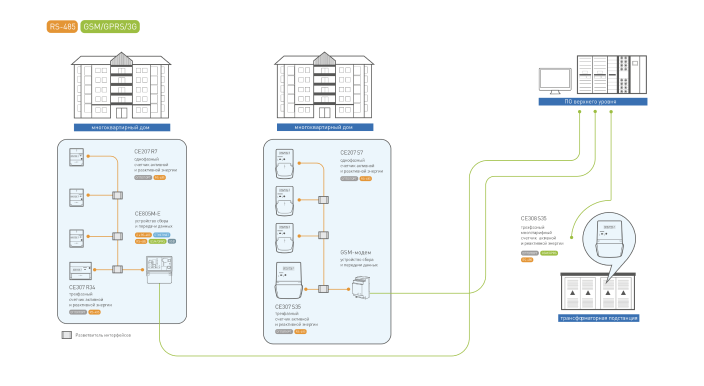 RS-485 GSM/GPRS/3G
многоквартирный дом
многоквартирный дом
ПО верхнего уровня
CE207 R7
однофазный
счетчик активной
и реактивной энергии
CE805M-E
устройство сбора
и передачи данных
CE307 R34
трехфазный
счетчик активной
и реактивной энергии
Разветвитель интерфейсов
CE207 S7
однофазный
счетчик активной
и реактивной энергии
GSM-модем
устройство сбора
и передачи данных
CE307 S35
трехфазный
счетчик активной
и реактивной энергии
CE308 S35
трехфазный
многотарифный
счетчик активной
и реактивной энергии
трансформаторная подстанция